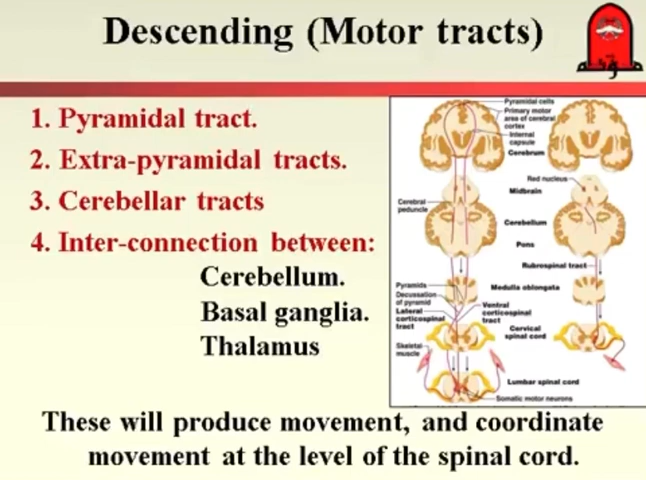 Descending (Motor tracts)
1. Pyramidal tract.
2. Extra-pyramidal tracts.
3. Cerebellar tracts
4. Inter-connection between:
Cerebellum.
Basal ganglia.
Thalamus
Pyramidal cells
Primary motor
area of cerebral
cortex
Internal
capsule
Cerebrum
Red nucleus
Midbrain
Cerebral
peduncle
Cerebellum
Pons
Rubrospinal tract
Pyramids
Decussation
of pyramid
Lateral
corticospinal
tract
Medulla oblongata
Ventral
corticospinal
tract
Cervical
spinal cord
Skeletal
muscle
Lumbar spinal cord
Somatic motor neurons
These will produce movement, and coordinate
movement at the level of the spinal cord.